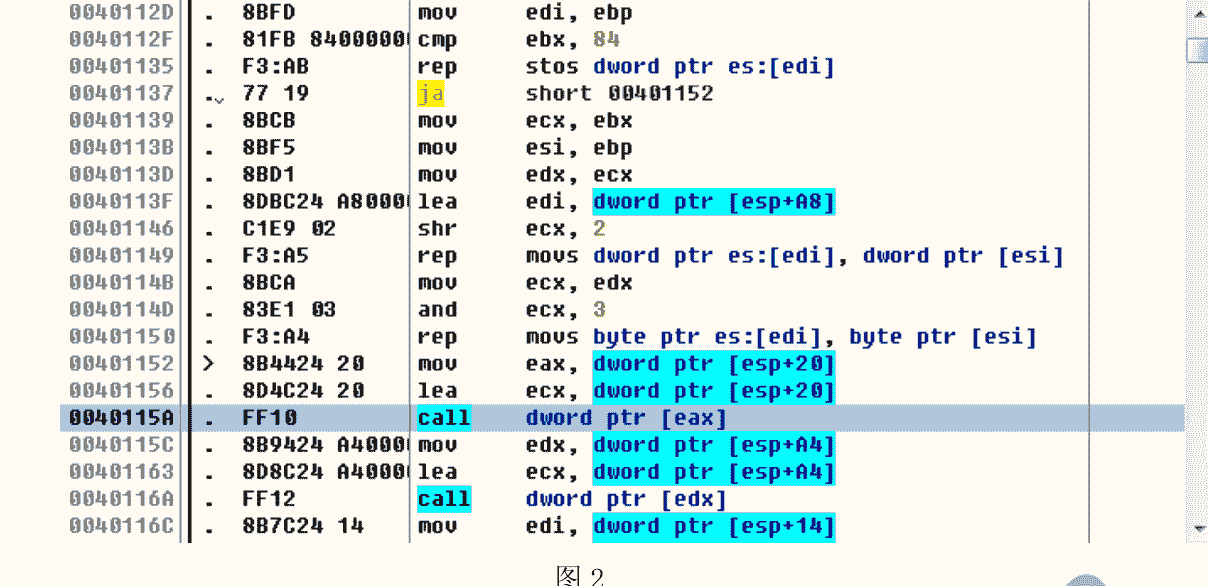 0040112D . 8BFD mov edi, ebp
0040112F . 81FB 8400000 cmp ebx, 84
00401135 . F3:AB rep stos dword ptr es:[edi]
00401137 .⌄ 77 19 ja short 00401152
00401139 . 8BCB mov ecx, ebx
0040113B . 8BF5 mov esi, ebp
0040113D . 8BD1 mov edx, ecx
0040113F . 8DBC24 A8000 lea edi, dword ptr [esp+A8]
00401146 . C1E9 02 shr ecx, 2
00401149 . F3:A5 rep movs dword ptr es:[edi], dword ptr [esi]
0040114B . 8BCA mov ecx, edx
0040114D . 83E1 03 and ecx, 3
00401150 . F3:A4 rep movs byte ptr es:[edi], byte ptr [esi]
00401152 > 8B4424 20 mov eax, dword ptr [esp+20]
00401156 . 8D4C24 20 lea ecx, dword ptr [esp+20]
0040115A . FF10 call dword ptr [eax]
0040115C . 8B9424 A4000 mov edx, dword ptr [esp+A4]
00401163 . 8D8C24 A4000 lea ecx, dword ptr [esp+A4]
0040116A . FF12 call dword ptr [edx]
0040116C . 8B7C24 14 mov edi, dword ptr [esp+14]
图 2